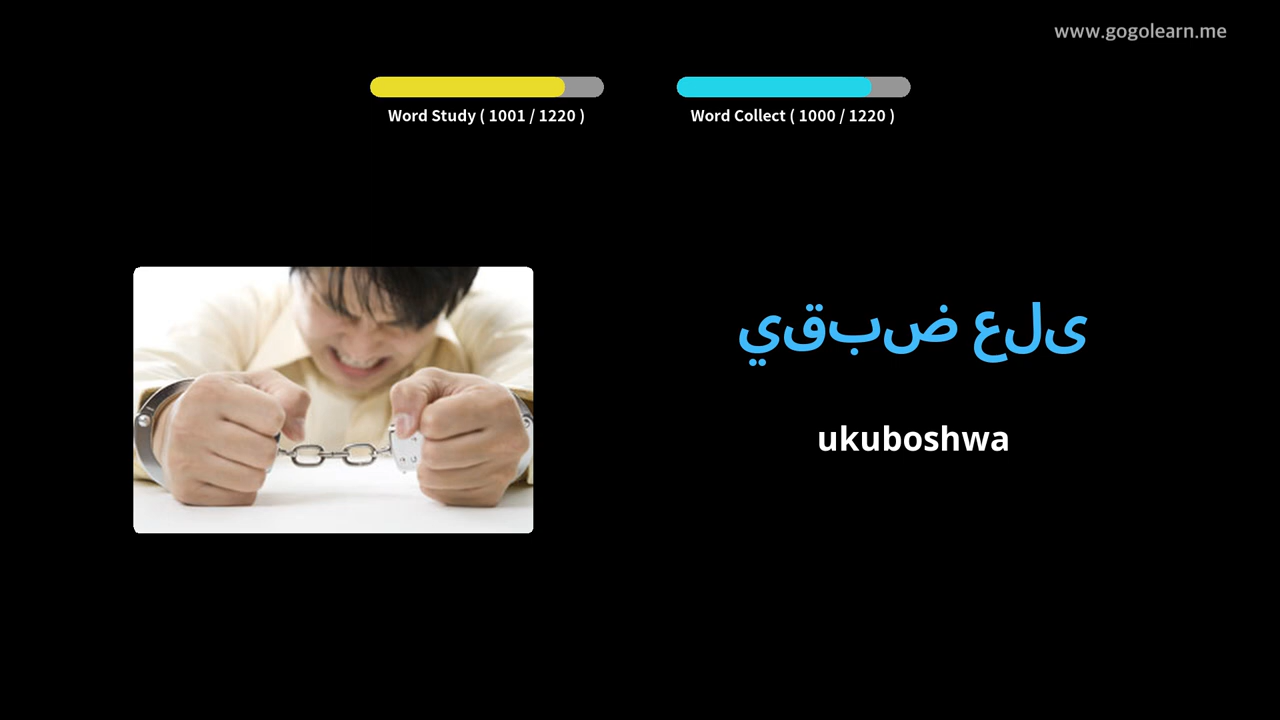 www.gogolearn.me
Word Study ( 1001 / 1220 )
Word Collect ( 1000 / 1220 )
يقبض على
ukuboshwa